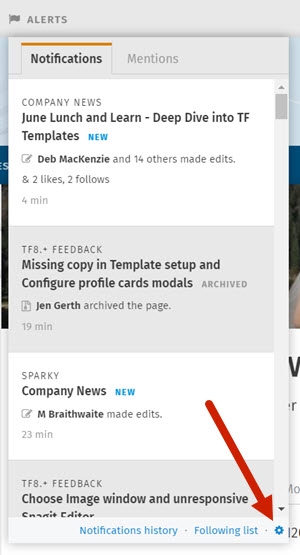 ALERTS
Notifications
Mentions
COMPANY NEWS
June Lunch and Learn - Deep Dive into TF
Templates NEW
Deb MacKenzie and 14 others made edits.
& 2 likes, 2 follows
4 min
TF8.+ FEEDBACK
Missing copy in Template setup and
Configure profile cards modals ARCHIVED
Jen Gerth archived the page.
19 min
SPARKY
Company News NEW
M Braithwaite made edits.
23 min
TF8.+ FEEDBACK
Choose Image window and unresponsive
Snagit Editor
Notifications history · Following list ·